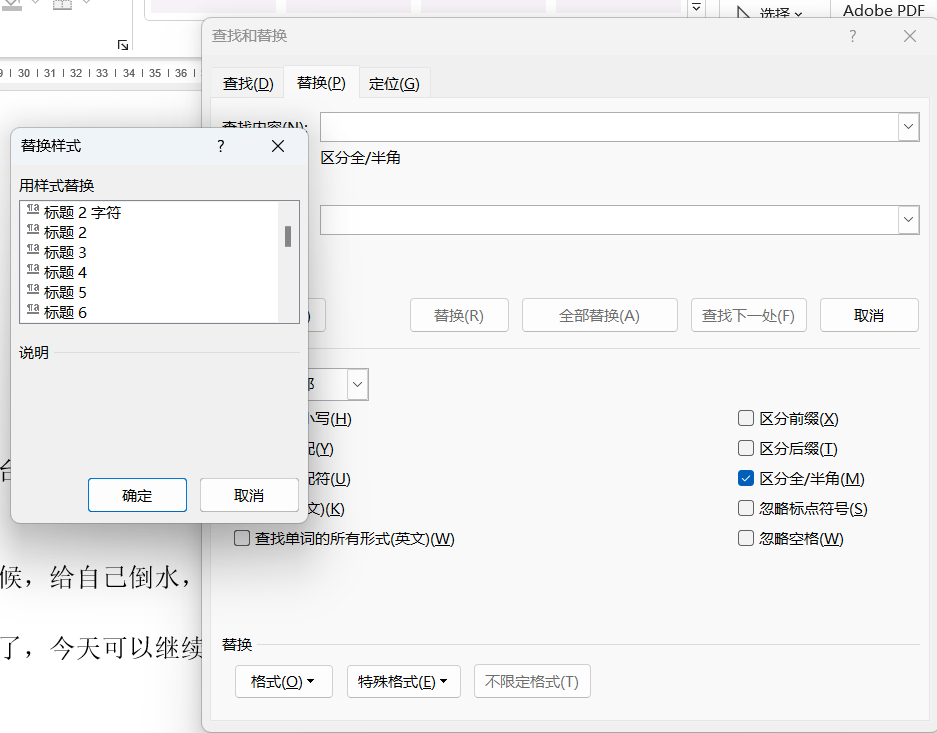 选择
Adobe PDF
30 31 32 33 34 35 36
查找和替换
?
查找(D)
替换(P)
定位(G)
查找内容(N):
区分全/半角
替换样式
?
用样式替换
标题 2 字符
标题 2
标题 3
标题 4
标题 5
标题 6
说明
确定
取消
)
替换(R)
全部替换(A)
查找下一处(F)
取消
小写(H)
配(Y)
配符(U)
文)(K)
查找单词的所有形式(英文)(W)
区分前缀(X)
区分后缀(T)
区分全/半角(M)
忽略标点符号(S)
忽略空格(W)
候，给自己倒水，
了，今天可以继续
替换
格式(O)
特殊格式(E)
不限定格式(T)